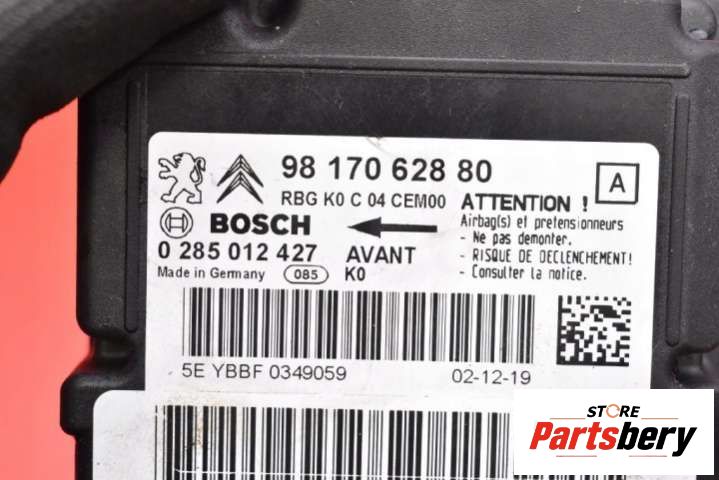 98 170 628 80
RBG K0 C 04 CEM00
A
BOSCH
0 285 012 427
Made in Germany 085
AVANT
K0
ATTENTION !
Airbag(s) et pretensionneurs
- Ne pas demonter.
- RISQUE DE DECLENCHEMENT!
- Consulter la notice.
5E YBBF 0349059
02-12-19
STORE
Partsbery